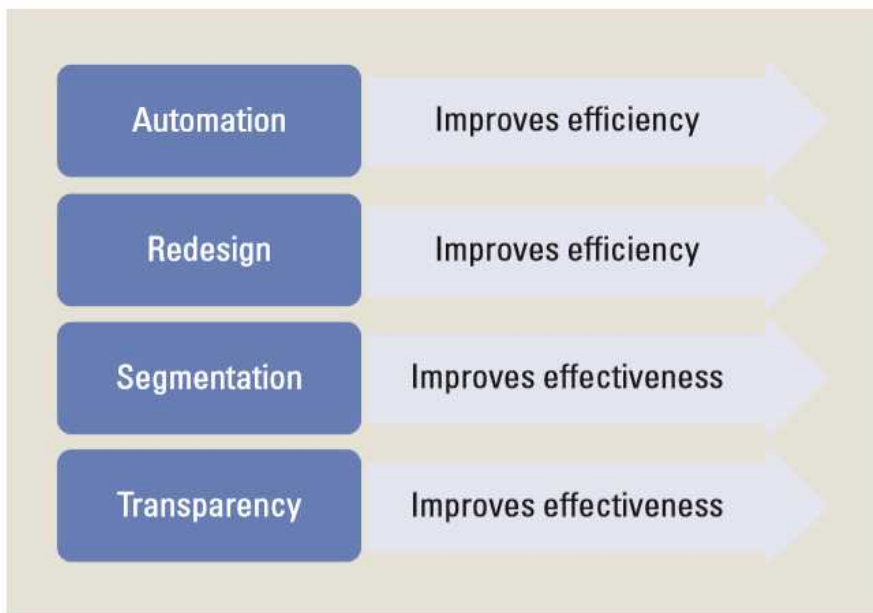 Automation Improves efficiency
Redesign Improves efficiency
Segmentation Improves effectiveness
Transparency Improves effectiveness